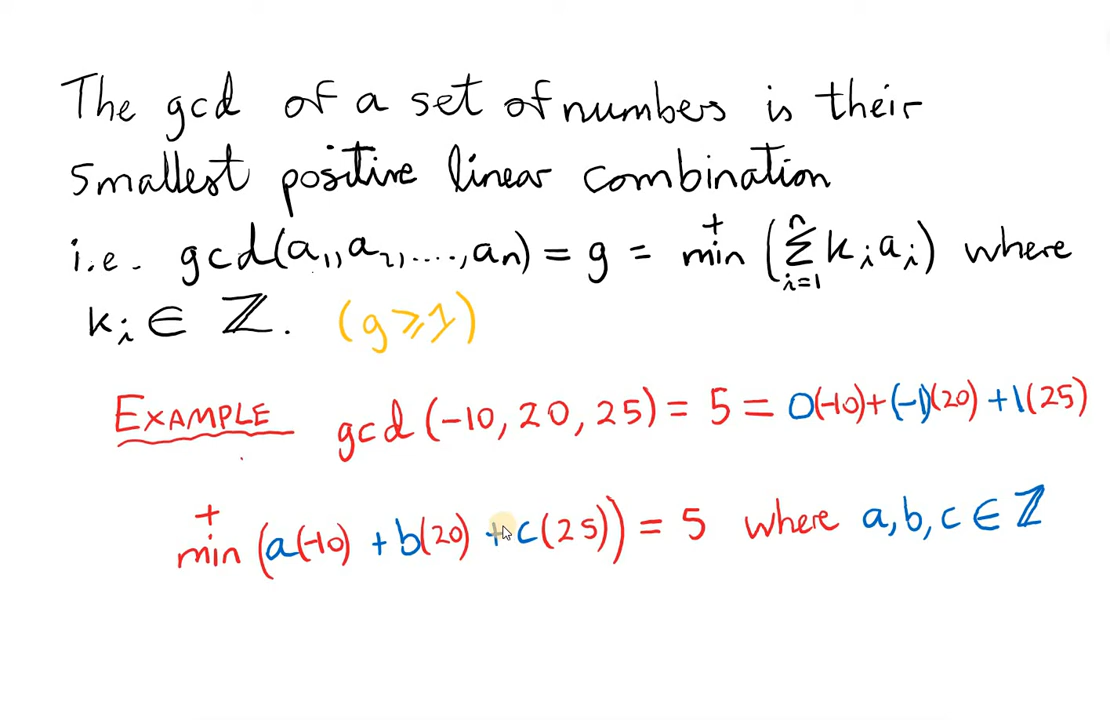 The gcd of a set of numbers is their
smallest positive linear combination
i.e. gcd(a₁, a₂, ...., aₙ) = g = min⁺ (∑ᵢ₌₁ⁿ kᵢaᵢ) where
kᵢ ∈ ℤ. (g ⩾ 1)
EXAMPLE gcd (-10, 20, 25) = 5 = 0(-10)+(-1)(20)+1(25)
min⁺ (a(-10) + b(20) + c(25)) = 5 where a, b, c ∈ ℤ